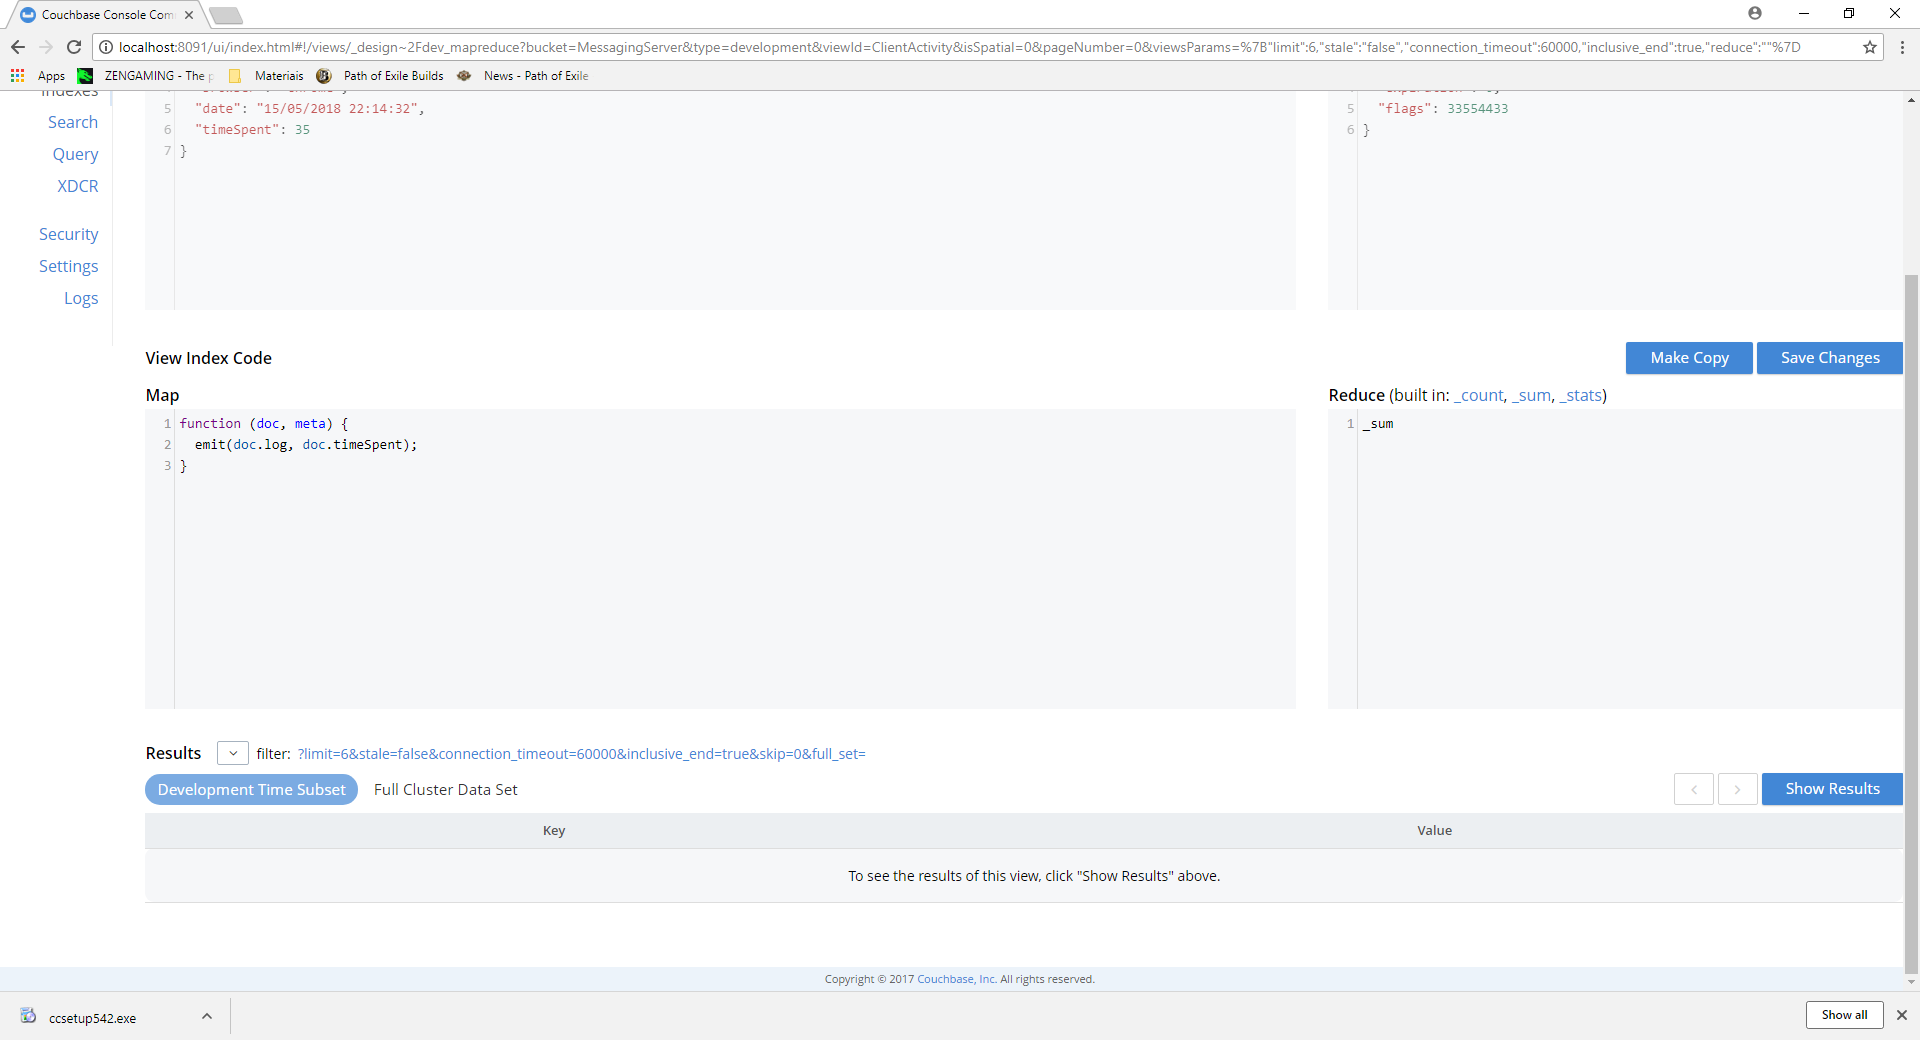 Couchbase Console Com
localhost:8091/ui/index.html#!/views/_design~2Fdev_mapreduce?bucket=MessagingServer&type=development&viewId=ClientActivity&isSpatial=0&pageNumber=0&viewsParams=%7B"limit":6,"stale":"false","connection_timeout":60000,"inclusive_end":true,"reduce":""%7D
Apps ZENGAMING - The p Materiais Path of Exile Builds News - Path of Exile
Indexes
Search
Query
XDCR
Security
Settings
Logs
5 "date": "15/05/2018 22:14:32",
6 "timeSpent": 35
7 }
5 "flags": 33554433
6 }
View Index Code
Make Copy Save Changes
Map
1 function (doc, meta) {
2 emit(doc.log, doc.timeSpent);
3 }
Reduce (built in: _count, _sum, _stats)
1 _sum
Results filter: ?limit=6&stale=false&connection_timeout=60000&inclusive_end=true&skip=0&full_set=
Development Time Subset Full Cluster Data Set
< > Show Results
Key Value
To see the results of this view, click "Show Results" above.
Copyright © 2017 Couchbase, Inc. All rights reserved.
ccsetup542.exe
Show all